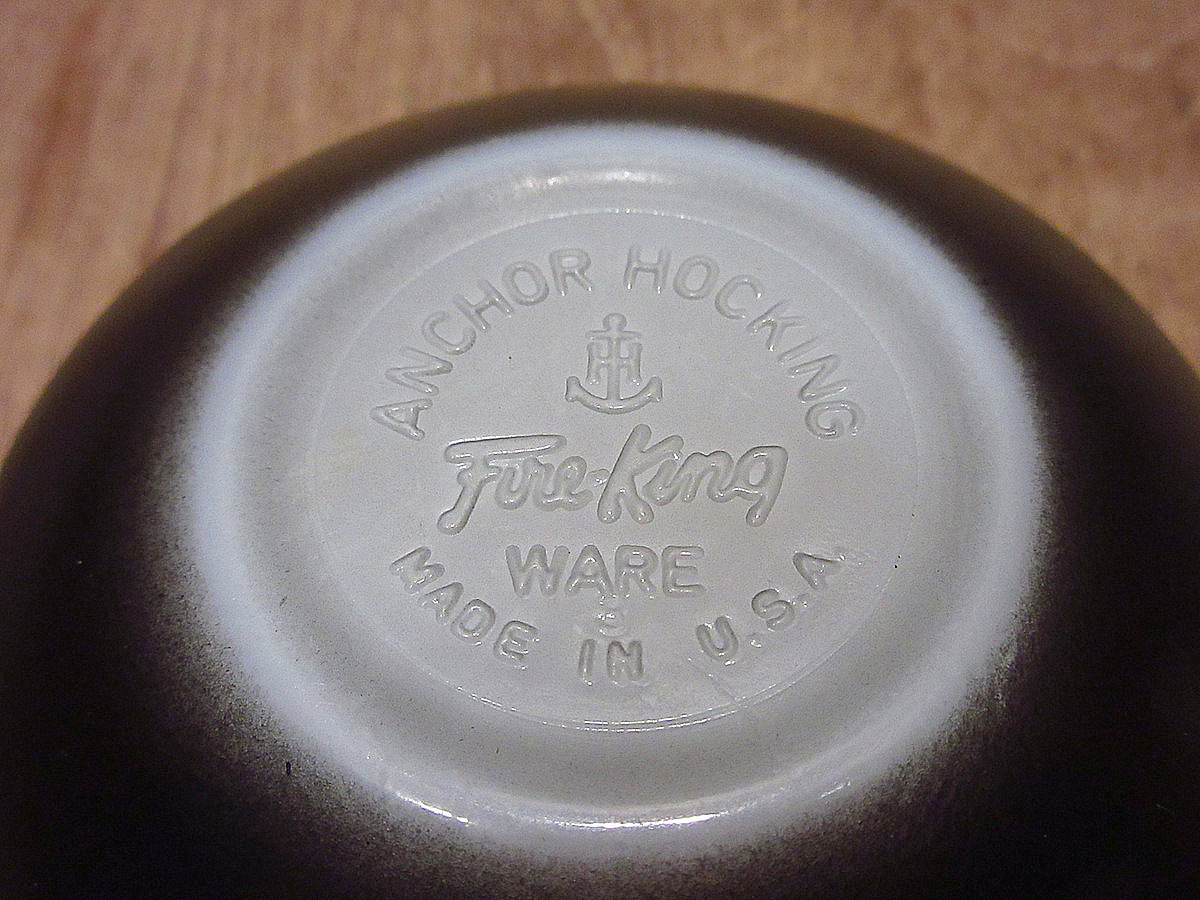 ANCHOR HOCKING
H
Fire-King
WARE
MADE IN U.S.A